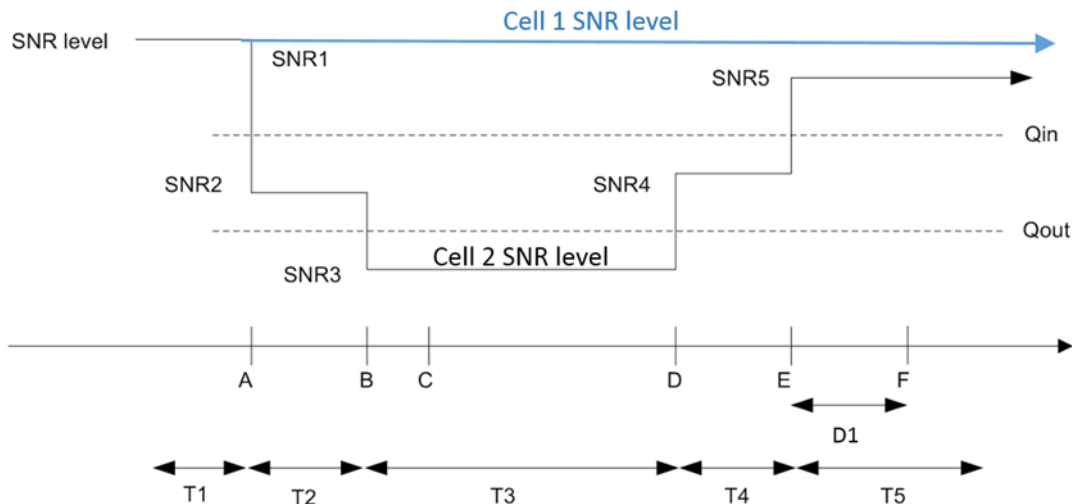 Cell 1 SNR level
SNR level
SNR1
SNR5
Qin
SNR2
SNR4
Qout
Cell 2 SNR level
SNR3
A B C D E F
D1
T1 T2 T3 T4 T5